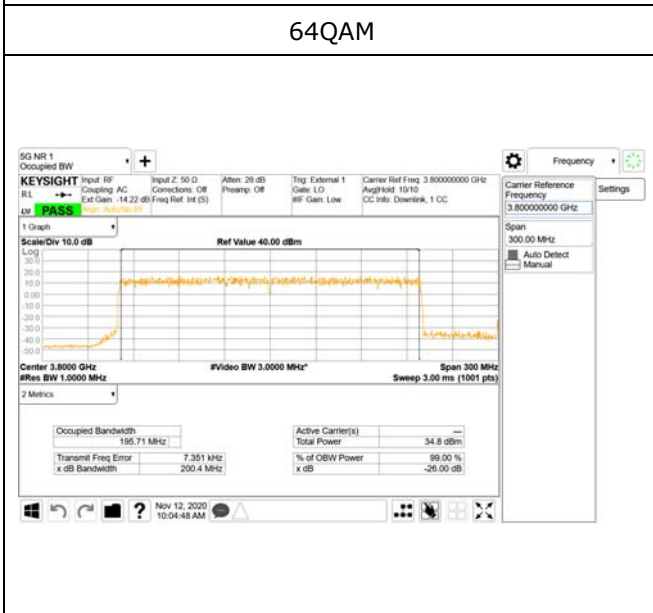 64QAM
5G NR 1
Occupied BW
Frequency
KEYSIGHT Input: RF Input Z: 50 Ω Atten: 28 dB Trig: External 1 Carrier Ref Freq: 3.800000000 GHz
RL Coupling: AC Corrections: Off Preamp: Off Gate: LO Avg|Hold: 10/10
Ext Gain: -14.22 dB Freq Ref: Int (S) #IF Gain: Low CC Info: Downlink, 1 CC
PASS Align: Auto/No RF
Carrier Reference
Frequency
3.800000000 GHz
Settings
Span
300.00 MHz
Auto Detect
Manual
1 Graph
Scale/Div 10.0 dB Ref Value 40.00 dBm
Log
30.0
20.0
10.0
0.00
-10.0
-20.0
-30.0
-40.0
-50.0
Center 3.8000 GHz #Video BW 3.0000 MHz* Span 300 MHz
#Res BW 1.0000 MHz Sweep 3.00 ms (1001 pts)
2 Metrics
Occupied Bandwidth Active Carrier(s) ---
195.71 MHz Total Power 34.8 dBm
Transmit Freq Error 7.351 kHz % of OBW Power 99.00 %
x dB Bandwidth 200.4 MHz x dB -26.00 dB
Nov 12, 2020
10:04:48 AM